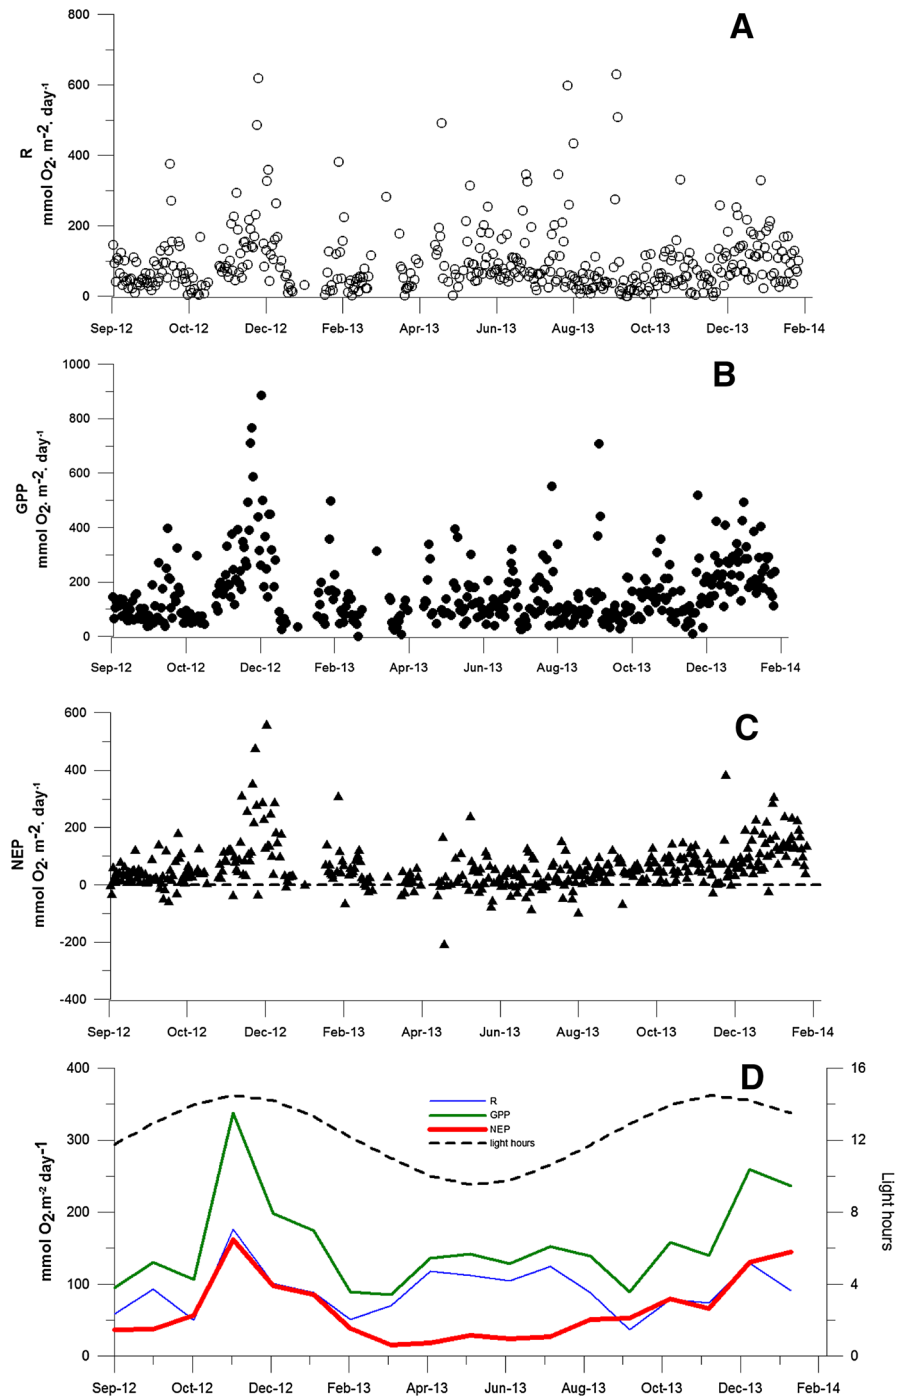 A
800
600
400
200
0
R
mmol O2. m-2. day-1
Sep-12 Oct-12 Dec-12 Feb-13 Apr-13 Jun-13 Aug-13 Oct-13 Dec-13 Feb-14
B
1000
800
600
400
200
0
GPP
mmol O2. m-2. day-1
Sep-12 Oct-12 Dec-12 Feb-13 Apr-13 Jun-13 Aug-13 Oct-13 Dec-13 Feb-14
C
600
400
200
0
-200
-400
NEP
mmol O2. m-2. day-1
Sep-12 Oct-12 Dec-12 Feb-13 Apr-13 Jun-13 Aug-13 Oct-13 Dec-13 Feb-14
D
400
300
200
100
0
mmol O2.m-2 day-1
R
GPP
NEP
light hours
16
12
8
4
0
Light hours
Sep-12 Oct-12 Dec-12 Feb-13 Apr-13 Jun-13 Aug-13 Oct-13 Dec-13 Feb-14